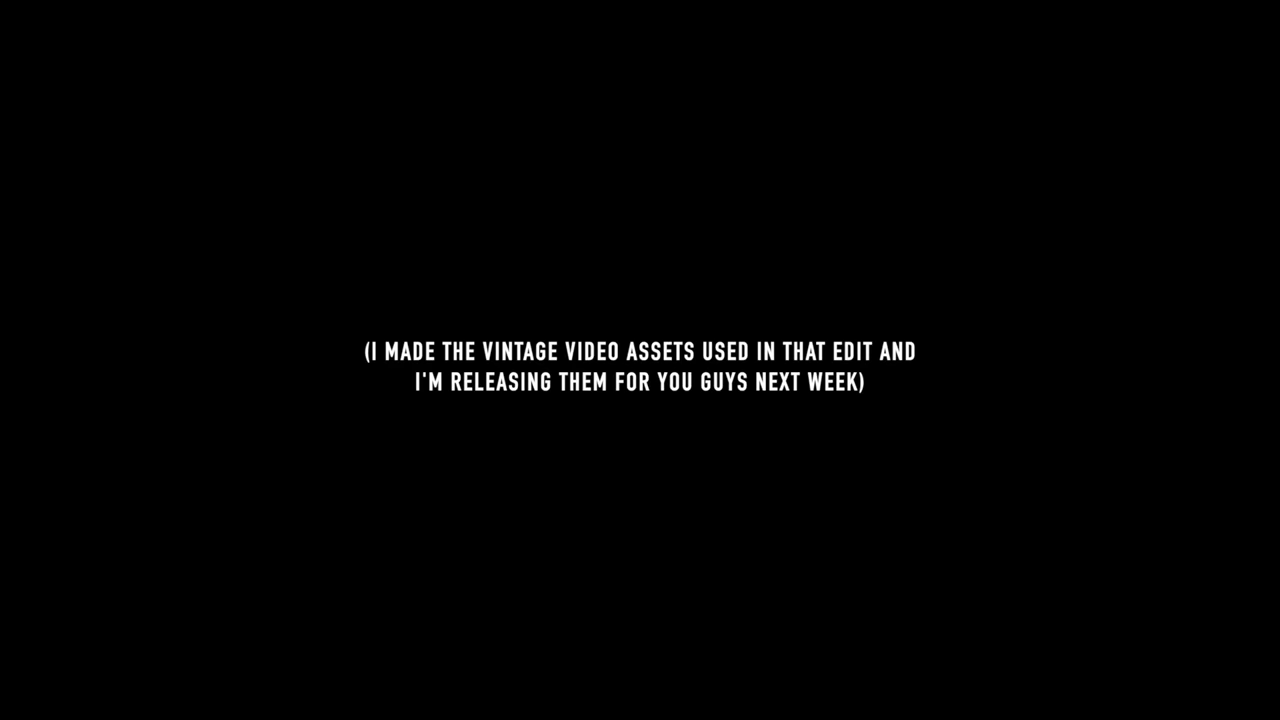 (I MADE THE VINTAGE VIDEO ASSETS USED IN THAT EDIT AND
I'M RELEASING THEM FOR YOU GUYS NEXT WEEK)